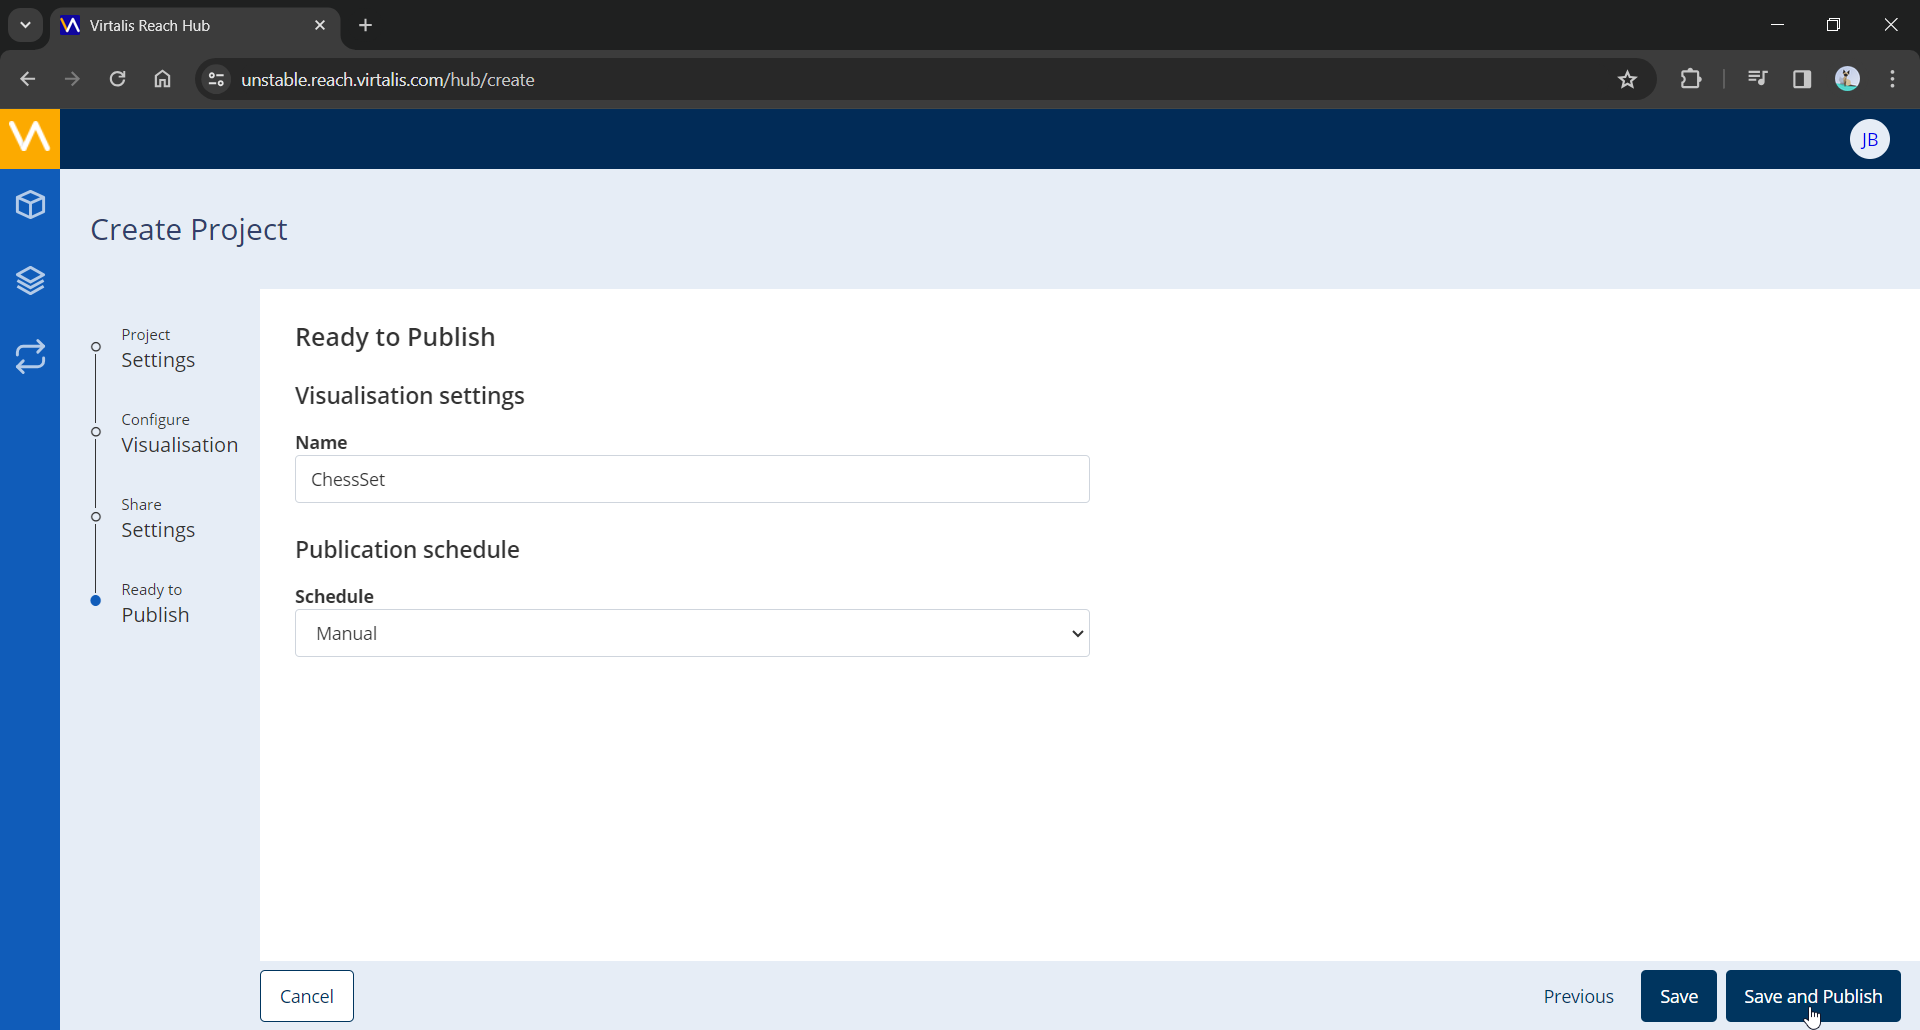 Virtalis Reach Hub
unstable.reach.virtalis.com/hub/create
JB
Create Project
Project
Settings
Configure
Visualisation
Share
Settings
Ready to
Publish
Ready to Publish
Visualisation settings
Name
ChessSet
Publication schedule
Schedule
Manual
Cancel
Previous
Save
Save and Publish